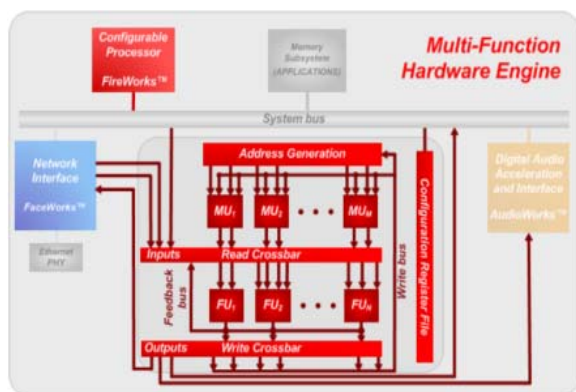 Configurable
Processor
FireWorks™
Memory
Subsystem
(APPLICATIONS)
Multi-Function
Hardware Engine
System bus
Network
Interface
FaceWorks™
Ethernet
PHY
Address Generation
MU1
MU2
MUM
Inputs
Read Crossbar
Feedback
bus
FU1
FU2
FUN
Outputs
Write Crossbar
Write bus
Configuration Register File
Digital Audio
Acceleration
and Interface
AudioWorks™